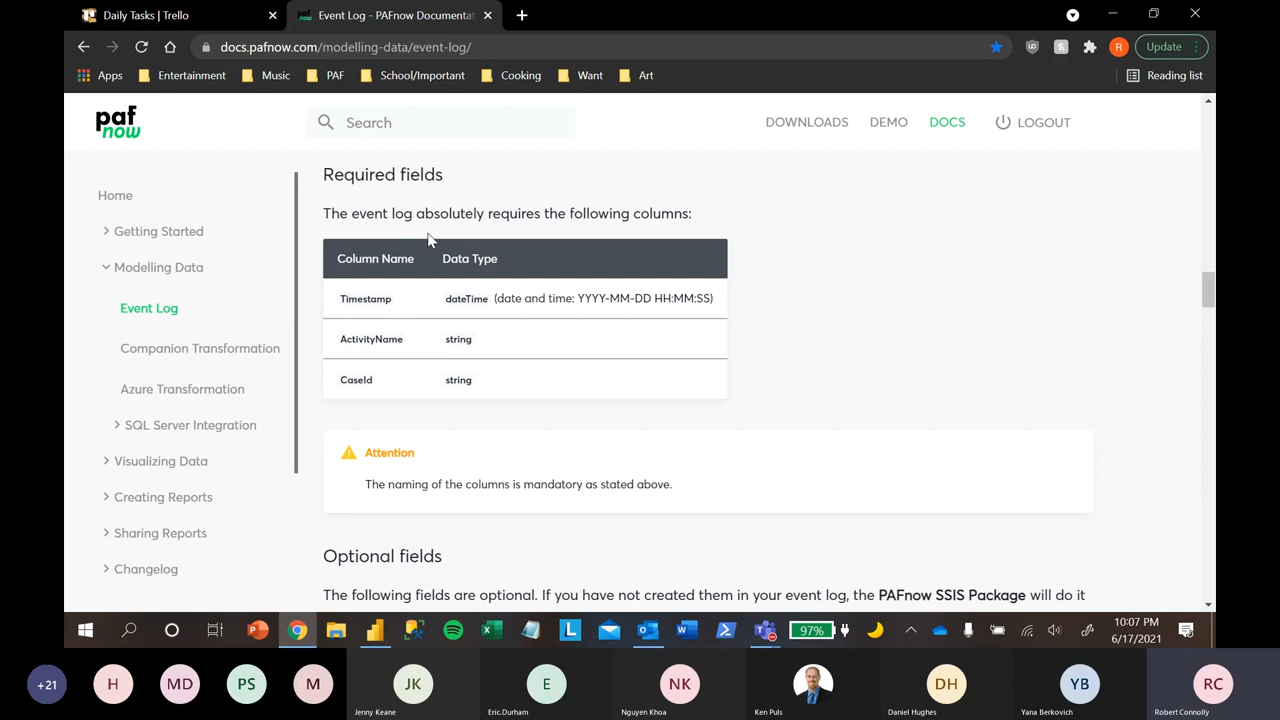 Daily Tasks | Trello
Event Log - PAFnow Documentat
docs.pafnow.com/modelling-data/event-log/
R
Update
Apps
Entertainment
Music
PAF
School/Important
Cooking
Want
Art
Reading list
paf
now
Search
DOWNLOADS
DEMO
DOCS
LOGOUT
Home
Getting Started
Modelling Data
Event Log
Companion Transformation
Azure Transformation
SQL Server Integration
Visualizing Data
Creating Reports
Sharing Reports
Changelog
Required fields
The event log absolutely requires the following columns:
Column Name Data Type
Timestamp dateTime (date and time: YYYY-MM-DD HH:MM:SS)
ActivityName string
CaseId string
Attention
The naming of the columns is mandatory as stated above.
Optional fields
The following fields are optional. If you have not created them in your event log, the PAFnow SSIS Package will do it
97%
10:07 PM
6/17/2021
+21
H
MD
PS
M
JK
Jenny Keane
E
Eric.Durham
NK
Nguyen Khoa
Ken Puls
DH
Daniel Hughes
YB
Yana Berkovich
RC
Robert Connolly